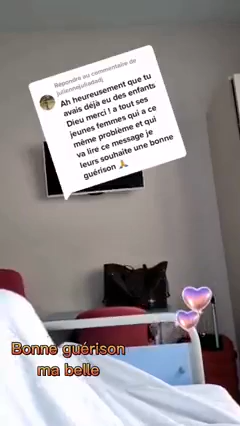 Répondre au commentaire de
juliennejuliadadj
Ah heureusement que tu
avais déjà eu des enfants
Dieu merci ! a tout ses
jeunes femmes qui a ce
même problème et qui
va lire ce message je
leurs souhaite une bonne
guérison 🙏
Bonne guérison
ma belle